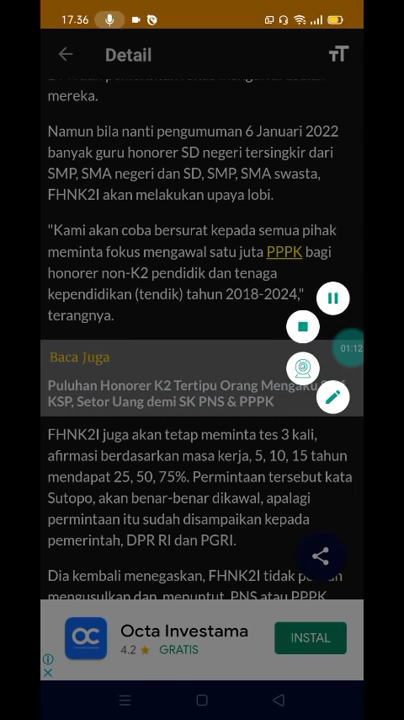 17.36
Detail
mereka.
Namun bila nanti pengumuman 6 Januari 2022
banyak guru honorer SD negeri tersingkir dari
SMP, SMA negeri dan SD, SMP, SMA swasta,
FHNK2I akan melakukan upaya lobi.
"Kami akan coba bersurat kepada semua pihak
meminta fokus mengawal satu juta PPPK bagi
honorer non-K2 pendidik dan tenaga
kependidikan (tendik) tahun 2018-2024,"
terangnya.
01:12
Baca Juga
Puluhan Honorer K2 Tertipu Orang Mengaku
KSP, Setor Uang demi SK PNS & PPPK
FHNK2I juga akan tetap meminta tes 3 kali,
afirmasi berdasarkan masa kerja, 5, 10, 15 tahun
mendapat 25, 50, 75%. Permintaan tersebut kata
Sutopo, akan benar-benar dikawal, apalagi
permintaan itu sudah disampaikan kepada
pemerintah, DPR RI dan PGRI.
Dia kembali menegaskan, FHNK2I tidak
mengusulkan dan menuntut PNS atau PPPK
Octa Investama
4.2 ★ GRATIS
INSTAL